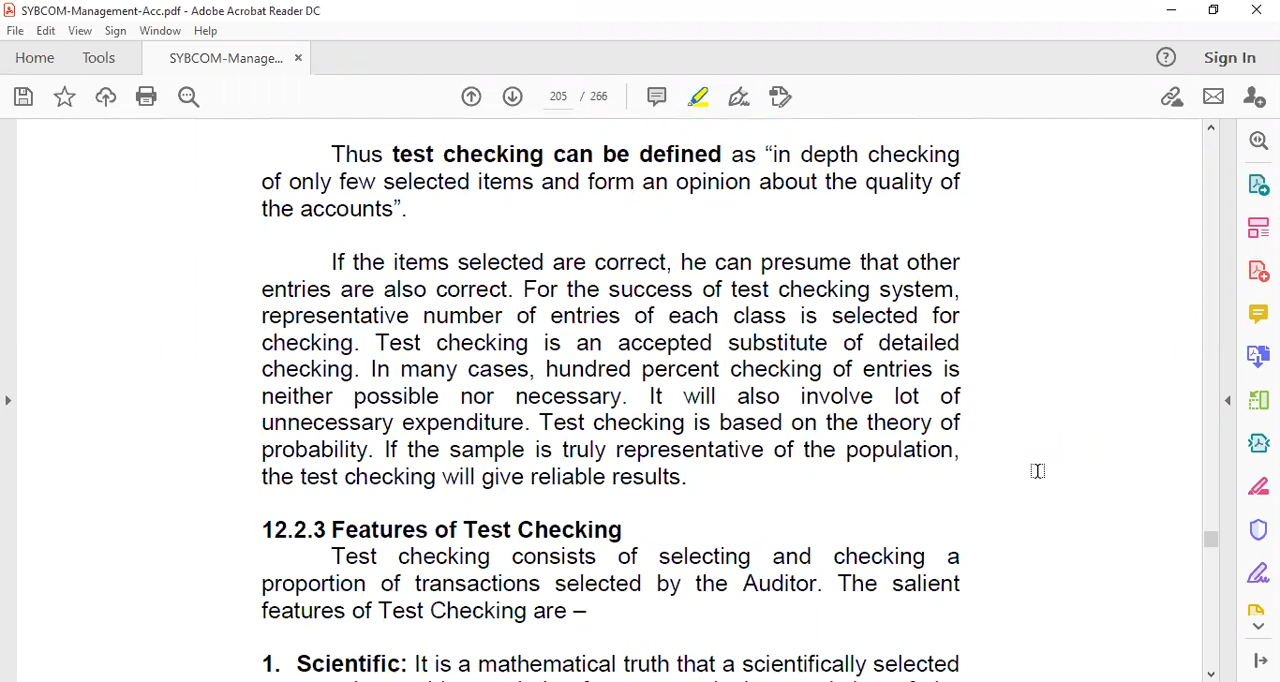 SYBCOM-Management-Acc.pdf - Adobe Acrobat Reader DC
File Edit View Sign Window Help
Home Tools SYBCOM-Manage... × Sign In
205 / 266
Thus test checking can be defined as “in depth checking
of only few selected items and form an opinion about the quality of
the accounts”.
If the items selected are correct, he can presume that other
entries are also correct. For the success of test checking system,
representative number of entries of each class is selected for
checking. Test checking is an accepted substitute of detailed
checking. In many cases, hundred percent checking of entries is
neither possible nor necessary. It will also involve lot of
unnecessary expenditure. Test checking is based on the theory of
probability. If the sample is truly representative of the population,
the test checking will give reliable results.
12.2.3 Features of Test Checking
Test checking consists of selecting and checking a
proportion of transactions selected by the Auditor. The salient
features of Test Checking are –
1. Scientific: It is a mathematical truth that a scientifically selected